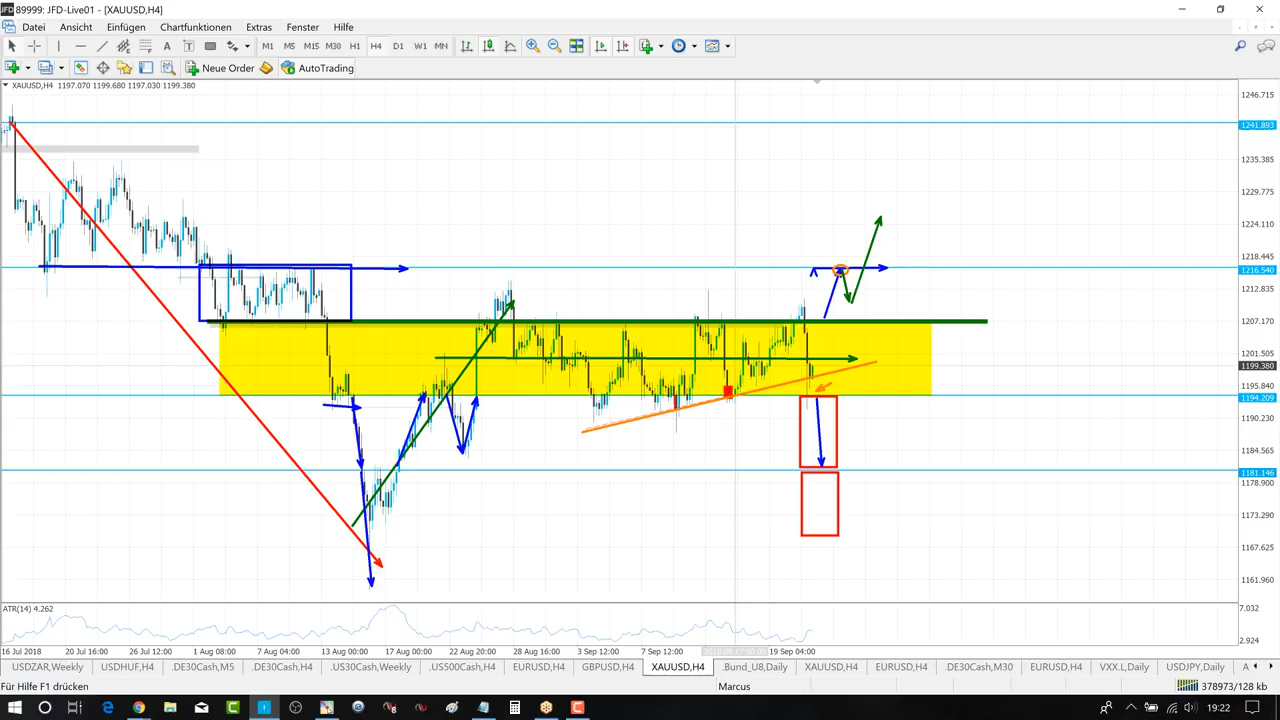 JFD 89999: JFD-Live01 - [XAUUSD,H4]
Datei Ansicht Einfügen Chartfunktionen Extras Fenster Hilfe
A T M1 M5 M15 M30 H1 H4 D1 W1 MN
New Order AutoTrading
XAUUSD,H4 1197.070 1199.680 1197.030 1199.380
1246.715
1241.893
1235.385
1229.775
1224.110
1218.445
1216.540
1212.835
1207.170
1201.505
1199.380
1195.840
1194.209
1190.230
1184.565
1181.146
1178.900
1173.290
1167.625
1161.960
ATR(14) 4.262
7.032
2.924
16 Jul 2018 20 Jul 16:00 26 Jul 12:00 1 Aug 08:00 7 Aug 04:00 13 Aug 00:00 17 Aug 00:00 22 Aug 20:00 28 Aug 16:00 3 Sep 12:00 7 Sep 12:00 2018.09.17 00:00 19 Sep 04:00
USDZAR,Weekly USDHUF,H4 .DE30Cash,M5 .DE30Cash,H4 .US30Cash,Weekly .US500Cash,H4 EURUSD,H4 GBPUSD,H4 XAUUSD,H4 .Bund_U8,Daily XAUUSD,H4 EURUSD,H4 .DE30Cash,M30 EURUSD,H4 VXX.L,Daily USDJPY,Daily A
Für Hilfe F1 drücken Marcus 378973/128 kb
19:22